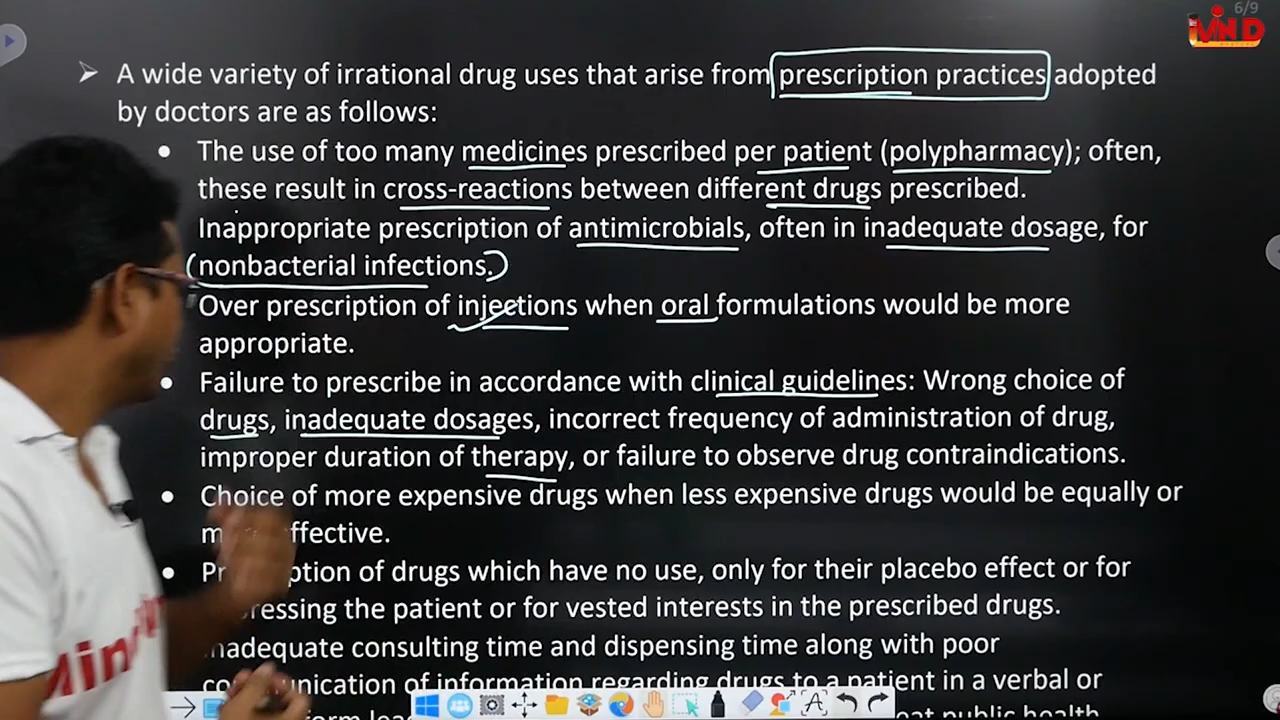 6/9
MIND
➢ A wide variety of irrational drug uses that arise from prescription practices adopted
by doctors are as follows:
• The use of too many medicines prescribed per patient (polypharmacy); often,
these result in cross-reactions between different drugs prescribed.
Inappropriate prescription of antimicrobials, often in inadequate dosage, for
nonbacterial infections.
Over prescription of injections when oral formulations would be more
appropriate.
• Failure to prescribe in accordance with clinical guidelines: Wrong choice of
drugs, inadequate dosages, incorrect frequency of administration of drug,
improper duration of therapy, or failure to observe drug contraindications.
• Choice of more expensive drugs when less expensive drugs would be equally or
effective.
• of drugs which have no use, only for their placebo effect or for
the patient or for vested interests in the prescribed drugs.
consulting time and dispensing time along with poor
of information regarding drugs to a patient in a verbal or
public health